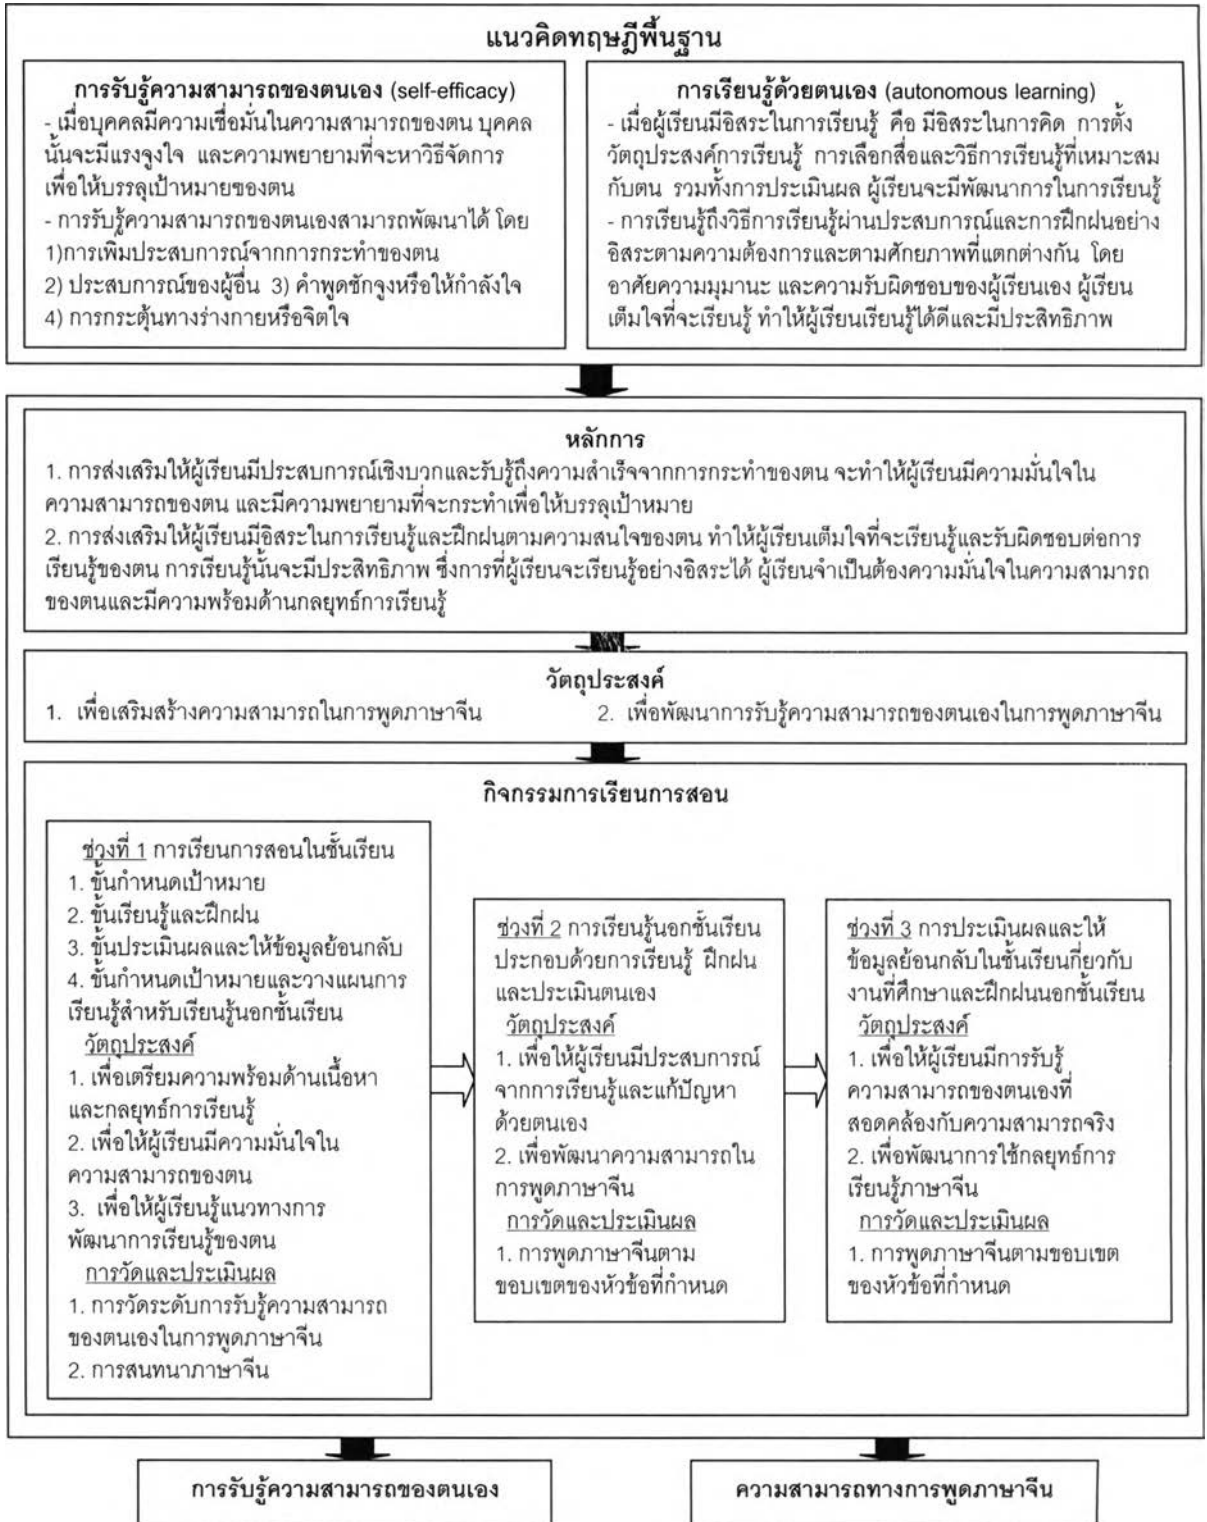 แนวคิดทฤษฎีพื้นฐาน
การรับรู้ความสามารถของตนเอง (self-efficacy)
- เมื่อบุคคลมีความเชื่อมั่นในความสามารถของตน บุคคล
นั้นจะมีแรงจูงใจ และความพยายามที่จะหาวิธีจัดการ
เพื่อให้บรรลุเป้าหมายของตน
- การรับรู้ความสามารถของตนเองสามารถพัฒนาได้ โดย
1)การเพิ่มประสบการณ์จากการกระทำของตน
2) ประสบการณ์ของผู้อื่น 3) คำพูดชักจูงหรือให้กำลังใจ
4) การกระตุ้นทางร่างกายหรือจิตใจ
การเรียนรู้ด้วยตนเอง (autonomous learning)
- เมื่อผู้เรียนมีอิสระในการเรียนรู้ คือ มีอิสระในการคิด การตั้ง
วัตถุประสงค์การเรียนรู้ การเลือกสื่อและวิธีการเรียนรู้ที่เหมาะสม
กับตน รวมทั้งการประเมินผล ผู้เรียนจะมีพัฒนาการในการเรียนรู้
- การเรียนรู้ถึงวิธีการเรียนรู้ผ่านประสบการณ์และการฝึกฝนอย่าง
อิสระตามความต้องการและตามศักยภาพที่แตกต่างกัน โดย
อาศัยความมุมานะ และความรับผิดชอบของผู้เรียนเอง ผู้เรียน
เต็มใจที่จะเรียนรู้ ทำให้ผู้เรียนเรียนรู้ได้ดีและมีประสิทธิภาพ
หลักการ
1. การส่งเสริมให้ผู้เรียนมีประสบการณ์เชิงบวกและรับรู้ถึงความสำเร็จจากการกระทำของตน จะทำให้ผู้เรียนมีความมั่นใจใน
ความสามารถของตน และมีความพยายามที่จะกระทำเพื่อให้บรรลุเป้าหมาย
2. การส่งเสริมให้ผู้เรียนมีอิสระในการเรียนรู้และฝึกฝนตามความสนใจของตน ทำให้ผู้เรียนเต็มใจที่จะเรียนรู้และรับผิดชอบต่อการ
เรียนรู้ของตน การเรียนรู้นั้นจะมีประสิทธิภาพ ซึ่งการที่ผู้เรียนจะเรียนรู้อย่างอิสระได้ ผู้เรียนจำเป็นต้องความมั่นใจในความสามารถ
ของตนและมีความพร้อมด้านกลยุทธ์การเรียนรู้
วัตถุประสงค์
1. เพื่อเสริมสร้างความสามารถในการพูดภาษาจีน 2. เพื่อพัฒนาการรับรู้ความสามารถของตนเองในการพูดภาษาจีน
กิจกรรมการเรียนการสอน
ช่วงที่ 1 การเรียนการสอนในชั้นเรียน
1. ขั้นกำหนดเป้าหมาย
2. ขั้นเรียนรู้และฝึกฝน
3. ขั้นประเมินผลและให้ข้อมูลย้อนกลับ
4. ขั้นกำหนดเป้าหมายและวางแผนการ
เรียนรู้สำหรับเรียนรู้นอกชั้นเรียน
วัตถุประสงค์
1. เพื่อเตรียมความพร้อมด้านเนื้อหา
และกลยุทธ์การเรียนรู้
2. เพื่อให้ผู้เรียนมีความมั่นใจใน
ความสามารถของตน
3. เพื่อให้ผู้เรียนรู้แนวทางการ
พัฒนาการเรียนรู้ของตน
การวัดและประเมินผล
1. การวัดระดับการรับรู้ความสามารถ
ของตนเองในการพูดภาษาจีน
2. การสนทนาภาษาจีน
ช่วงที่ 2 การเรียนรู้นอกชั้นเรียน
ประกอบด้วยการเรียนรู้ ฝึกฝน
และประเมินตนเอง
วัตถุประสงค์
1. เพื่อให้ผู้เรียนมีประสบการณ์
จากการเรียนรู้และแก้ปัญหา
ด้วยตนเอง
2. เพื่อพัฒนาความสามารถใน
การพูดภาษาจีน
การวัดและประเมินผล
1. การพูดภาษาจีนตาม
ขอบเขตของหัวข้อที่กำหนด
ช่วงที่ 3 การประเมินผลและให้
ข้อมูลย้อนกลับในชั้นเรียนกี่ยวกับ
งานที่ศึกษาและฝึกฝนนอกชั้นเรียน
วัตถุประสงค์
1. เพื่อให้ผู้เรียนมีการรับรู้
ความสามารถของตนเองที่
สอดคล้องกับความสามารถจริง
2. เพื่อพัฒนาการใช้กลยุทธ์การ
เรียนรู้ภาษาจีน
การวัดและประเมินผล
1. การพูดภาษาจีนตามขอบเขต
ของหัวข้อที่กำหนด
การรับรู้ความสามารถของตนเอง
ความสามารถทางการพูดภาษาจีน